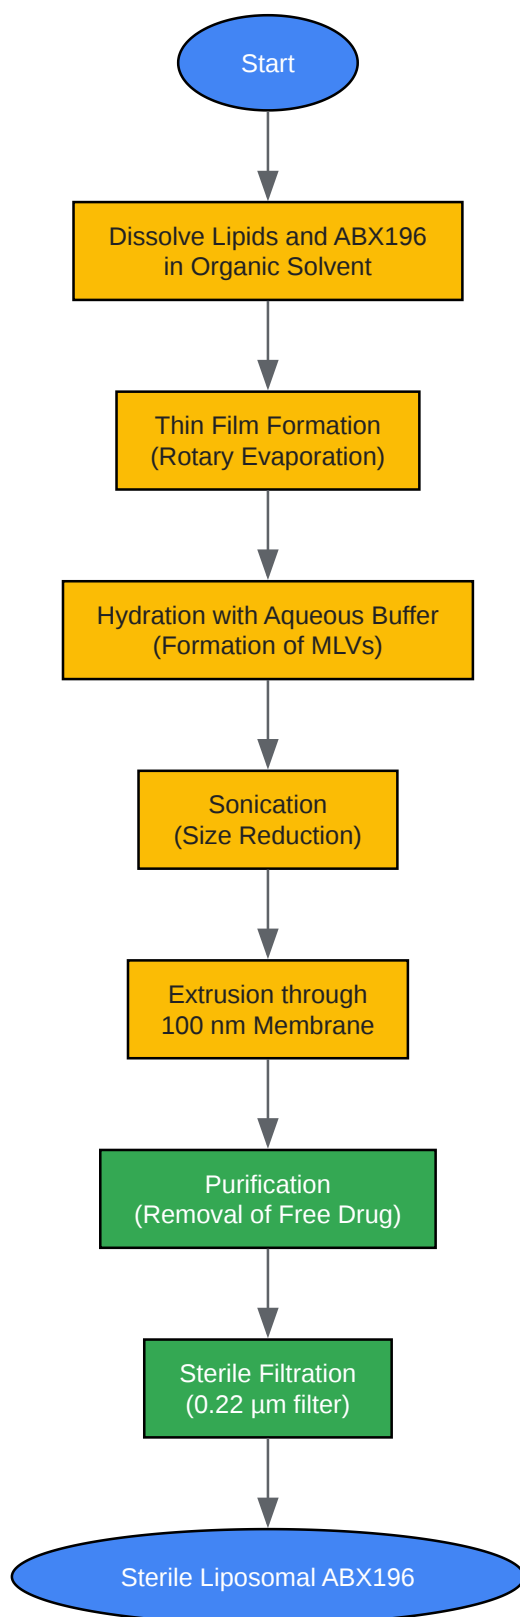 Start
Dissolve Lipids and ABX196
in Organic Solvent
Thin Film Formation
(Rotary Evaporation)
Hydration with Aqueous Buffer
(Formation of MLVs)
Sonication
(Size Reduction)
Extrusion through
100 nm Membrane
Purification
(Removal of Free Drug)
Sterile Filtration
(0.22 µm filter)
Sterile Liposomal ABX196